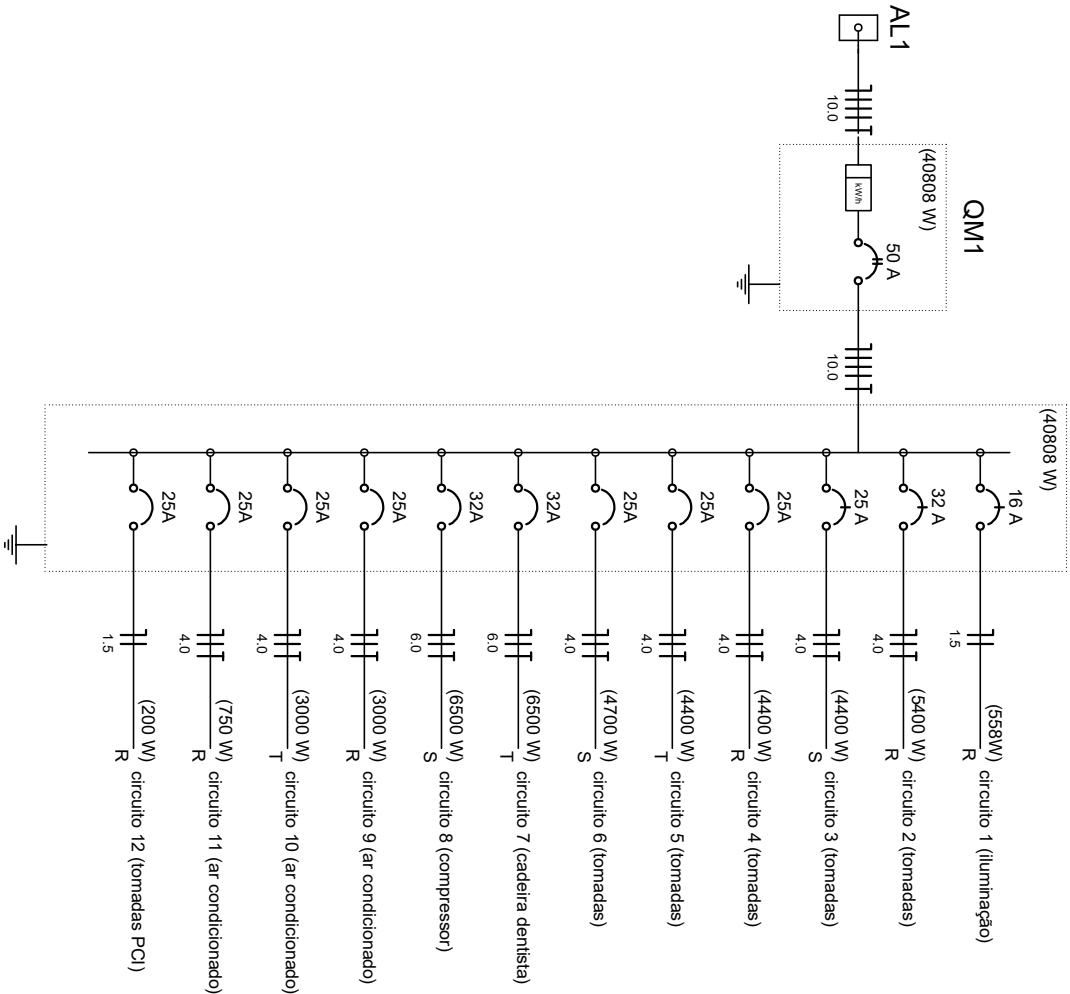 AL1
10.0
QM1
(40808 W)
kW/h
50 A
10.0
(40808 W)
16 A
1.5
(558W)
R
circuito 1 (iluminação)
32 A
4.0
(5400 W)
R
circuito 2 (tomadas)
25 A
4.0
(4400 W)
S
circuito 3 (tomadas)
25A
4.0
(4400 W)
R
circuito 4 (tomadas)
25A
4.0
(4400 W)
T
circuito 5 (tomadas)
25A
4.0
(4700 W)
S
circuito 6 (tomadas)
32A
6.0
(6500 W)
T
circuito 7 (cadeira dentista)
32A
6.0
(6500 W)
S
circuito 8 (compressor)
25A
4.0
(3000 W)
R
circuito 9 (ar condicionado)
25A
4.0
(3000 W)
T
circuito 10 (ar condicionado)
25A
4.0
(750 W)
R
circuito 11 (ar condicionado)
25A
1.5
(200 W)
R
circuito 12 (tomadas PCI)